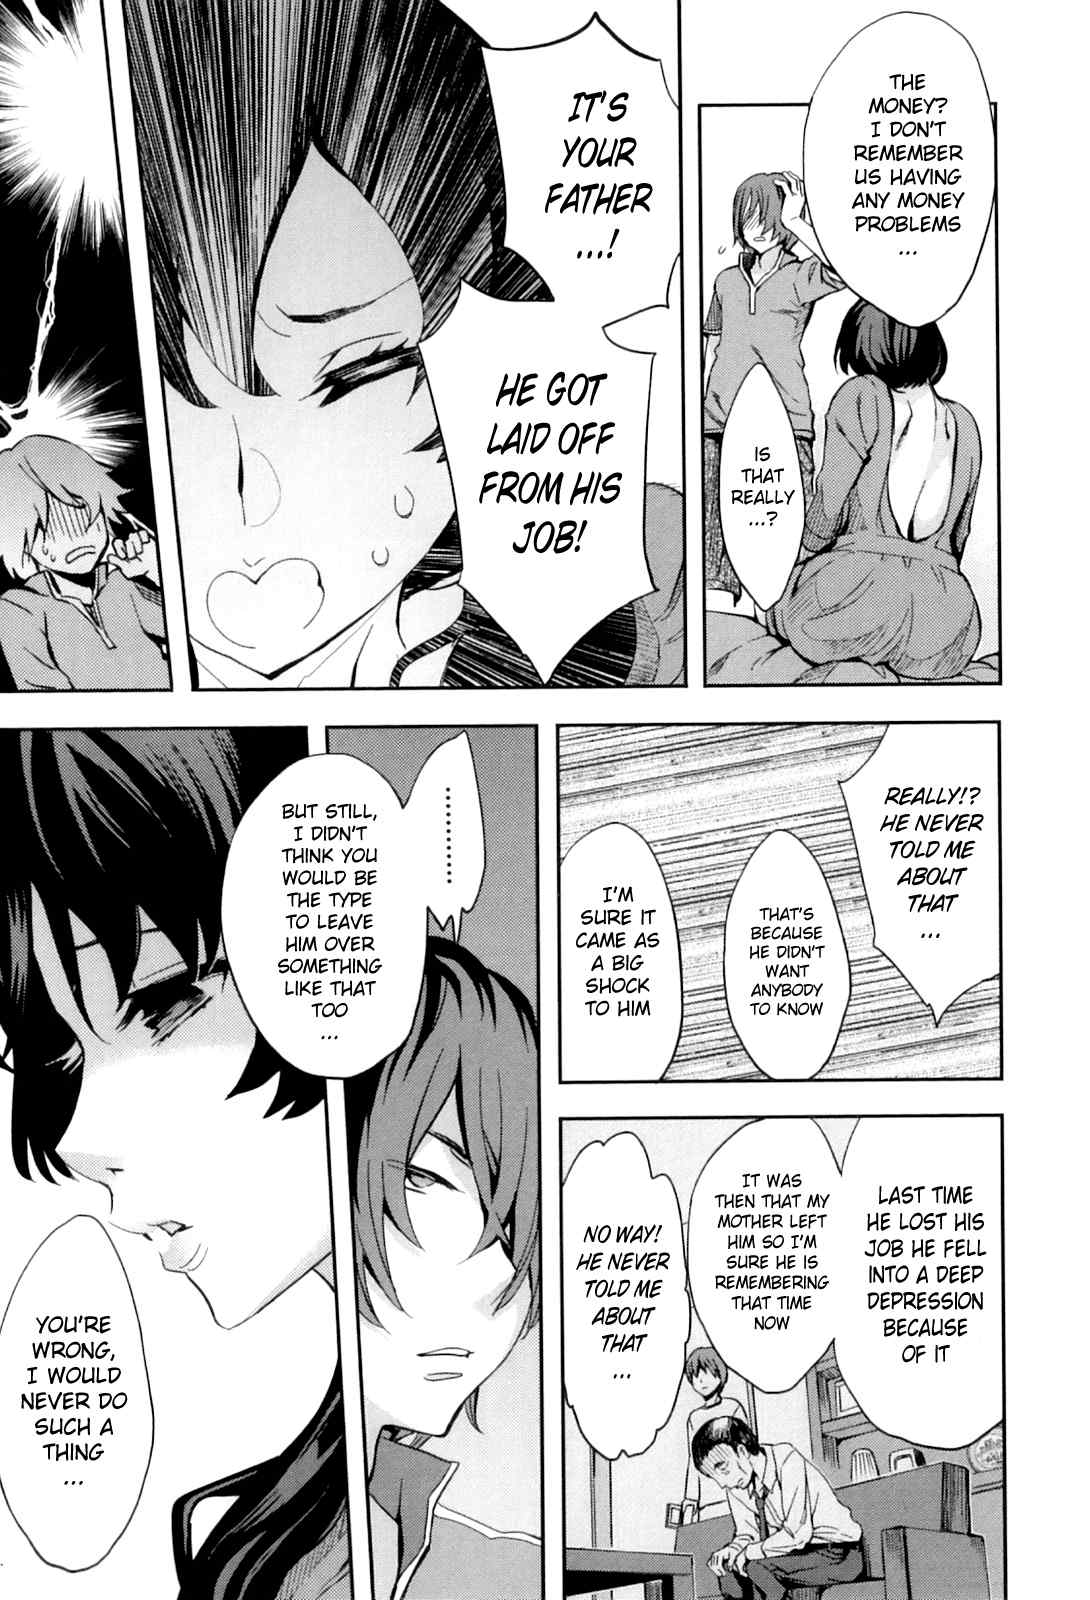 THE
MONEY?
I DON'T
REMEMBER
US HAVING
ANY MONEY
PROBLEMS
...
IS
THAT
REALLY
...?
IT'S
YOUR
FATHER
...!
HE GOT
LAID OFF
FROM HIS
JOB!
REALLY!?
HE NEVER
TOLD ME
ABOUT
THAT
...
THAT'S
BECAUSE
HE DIDN'T
WANT
ANYBODY
TO KNOW
I'M
SURE IT
CAME AS
A BIG
SHOCK
TO HIM
LAST TIME
HE LOST HIS
JOB HE FELL
INTO A DEEP
DEPRESSION
BECAUSE
OF IT
IT WAS
THEN THAT MY
MOTHER LEFT
HIM SO I'M
SURE HE IS
REMEMBERING
THAT TIME
NOW
NO WAY!
HE NEVER
TOLD ME
ABOUT
THAT
...
.........
BUT STILL,
I DIDN'T
THINK YOU
WOULD BE
THE TYPE
TO LEAVE
HIM OVER
SOMETHING
LIKE THAT
TOO
...
YOU'RE
WRONG,
I WOULD
NEVER DO
SUCH A
THING
...